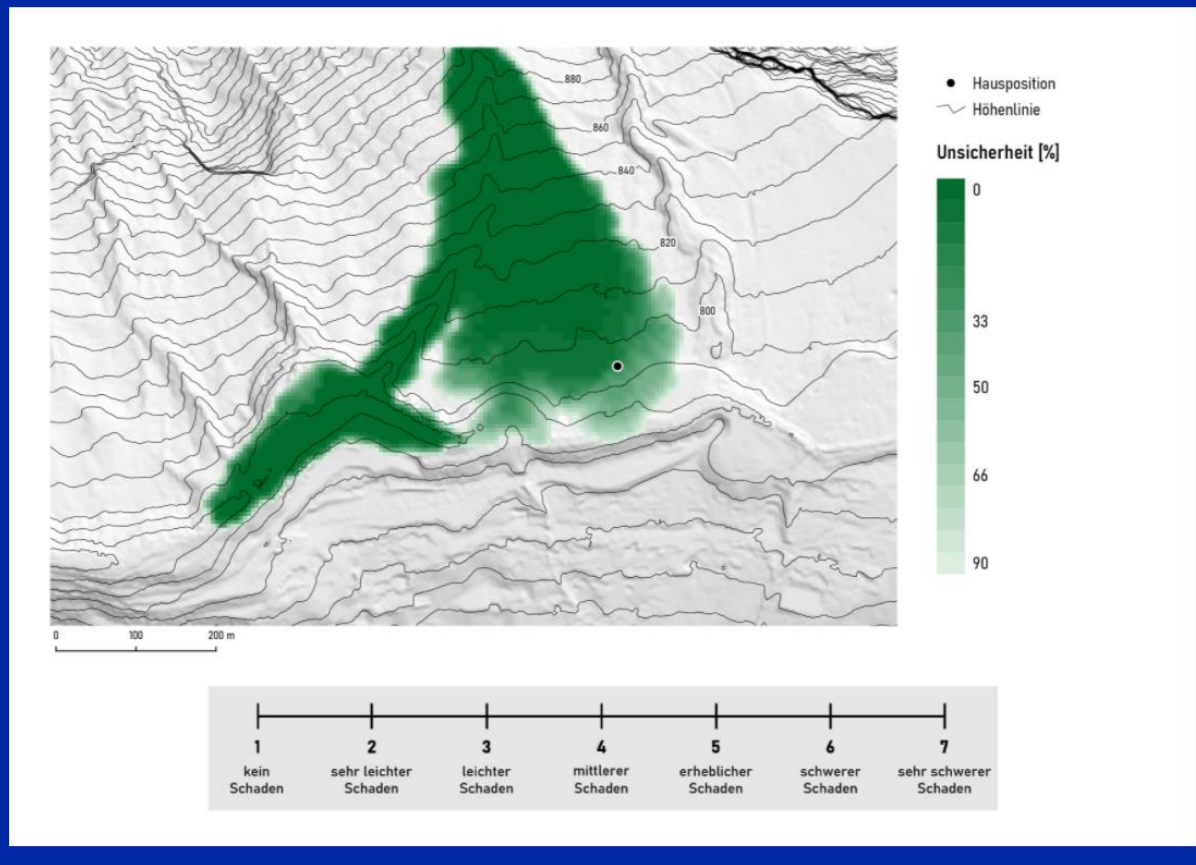 Hausposition
Höhenlinie
Unsicherheit [%]
0
33
50
66
90
880
860
840
820
800
0 100 200 m
1 2 3 4 5 6 7
kein sehr leichter leichter mittlerer erheblicher schwerer sehr schwerer
Schaden Schaden Schaden Schaden Schaden Schaden Schaden